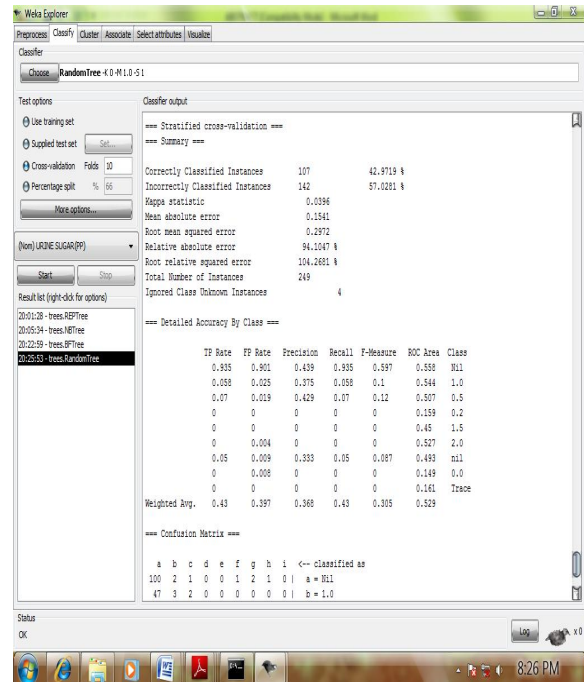 Weka Explorer
Preprocess Classify Cluster Associate Select attributes Visualize
Classifier
Choose RandomTree -K 0 -M 1.0 -S 1
Test options
Use training set
Supplied test set Set...
Cross-validation Folds 10
Percentage split % 66
More options...
(Nom) URINE SUGAR(PP)
Start Stop
Result list (right-click for options)
20:01:28 - trees.REPTree
20:05:34 - trees.NBTree
20:22:59 - trees.BFTree
20:25:53 - trees.RandomTree
Classifier output
=== Stratified cross-validation ===
=== Summary ===
Correctly Classified Instances 107 42.9719 %
Incorrectly Classified Instances 142 57.0281 %
Kappa statistic 0.0396
Mean absolute error 0.1541
Root mean squared error 0.2972
Relative absolute error 94.1047 %
Root relative squared error 104.2681 %
Total Number of Instances 249
Ignored Class Unknown Instances 4
=== Detailed Accuracy By Class ===
TP Rate FP Rate Precision Recall F-Measure ROC Area Class
0.935 0.901 0.439 0.935 0.597 0.558 Nil
0.058 0.025 0.375 0.058 0.1 0.544 1.0
0.07 0.019 0.429 0.07 0.12 0.507 0.5
0 0 0 0 0 0.159 0.2
0 0 0 0 0 0.45 1.5
0 0.004 0 0 0 0.527 2.0
0.05 0.009 0.333 0.05 0.087 0.493 nil
0 0.008 0 0 0 0.149 0.0
0 0 0 0 0 0.161 Trace
Weighted Avg. 0.43 0.397 0.368 0.43 0.305 0.529
=== Confusion Matrix ===
a b c d e f g h i <-- classified as
100 2 1 0 0 1 2 1 0 | a = Nil
47 3 2 0 0 0 0 0 0 | b = 1.0
Status
OK
Log x 0
8:26 PM